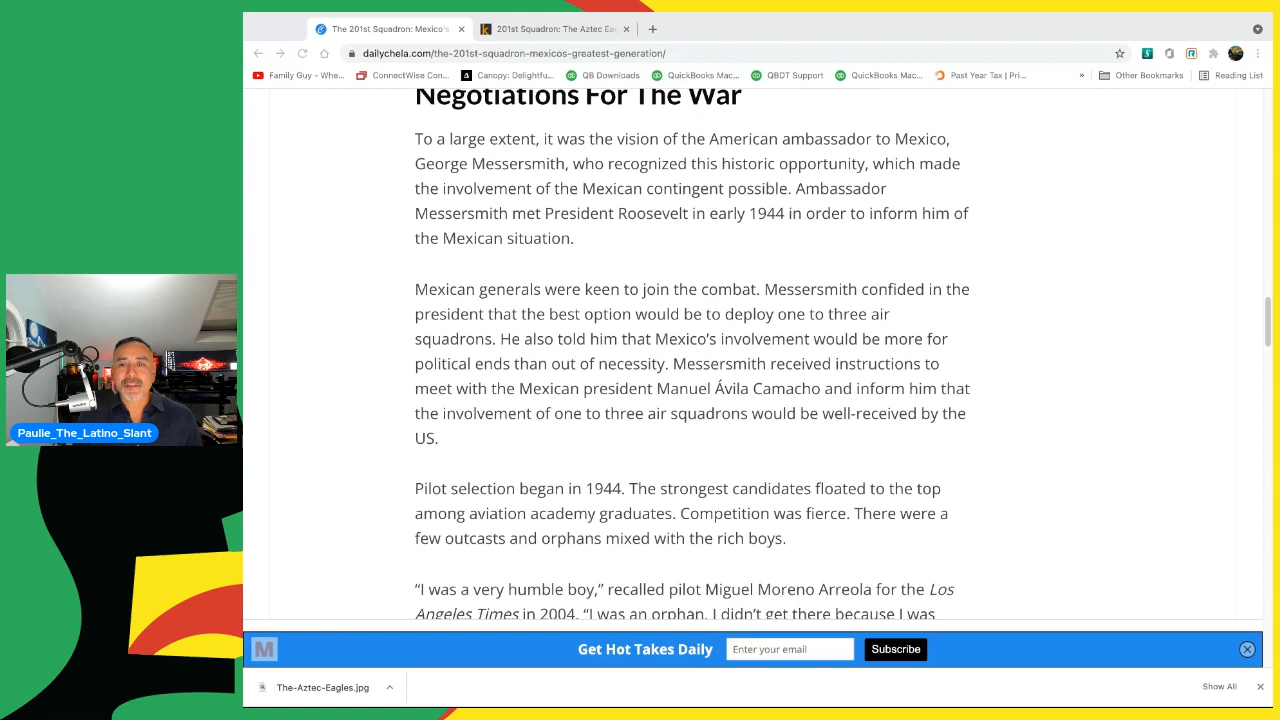 The 201st Squadron: Mexico's
201st Squadron: The Aztec Ea
dailychela.com/the-201st-squadron-mexicos-greatest-generation/
Family Guy - Whe...
ConnectWise Con...
Canopy: Delightfu...
QB Downloads
QuickBooks Mac...
QBDT Support
QuickBooks Mac...
Past Year Tax | Pri...
»
Other Bookmarks
Reading List
Negotiations For The War
To a large extent, it was the vision of the American ambassador to Mexico,
George Messersmith, who recognized this historic opportunity, which made
the involvement of the Mexican contingent possible. Ambassador
Messersmith met President Roosevelt in early 1944 in order to inform him of
the Mexican situation.
Mexican generals were keen to join the combat. Messersmith confided in the
president that the best option would be to deploy one to three air
squadrons. He also told him that Mexico’s involvement would be more for
political ends than out of necessity. Messersmith received instructions to
meet with the Mexican president Manuel Ávila Camacho and inform him that
the involvement of one to three air squadrons would be well-received by the
US.
Pilot selection began in 1944. The strongest candidates floated to the top
among aviation academy graduates. Competition was fierce. There were a
few outcasts and orphans mixed with the rich boys.
“I was a very humble boy,” recalled pilot Miguel Moreno Arreola for the Los
Angeles Times in 2004. “I was an orphan. I didn’t get there because I was
Paulie_The_Latino_Slant
M
Get Hot Takes Daily
Enter your email
Subscribe
The-Aztec-Eagles.jpg
Show All